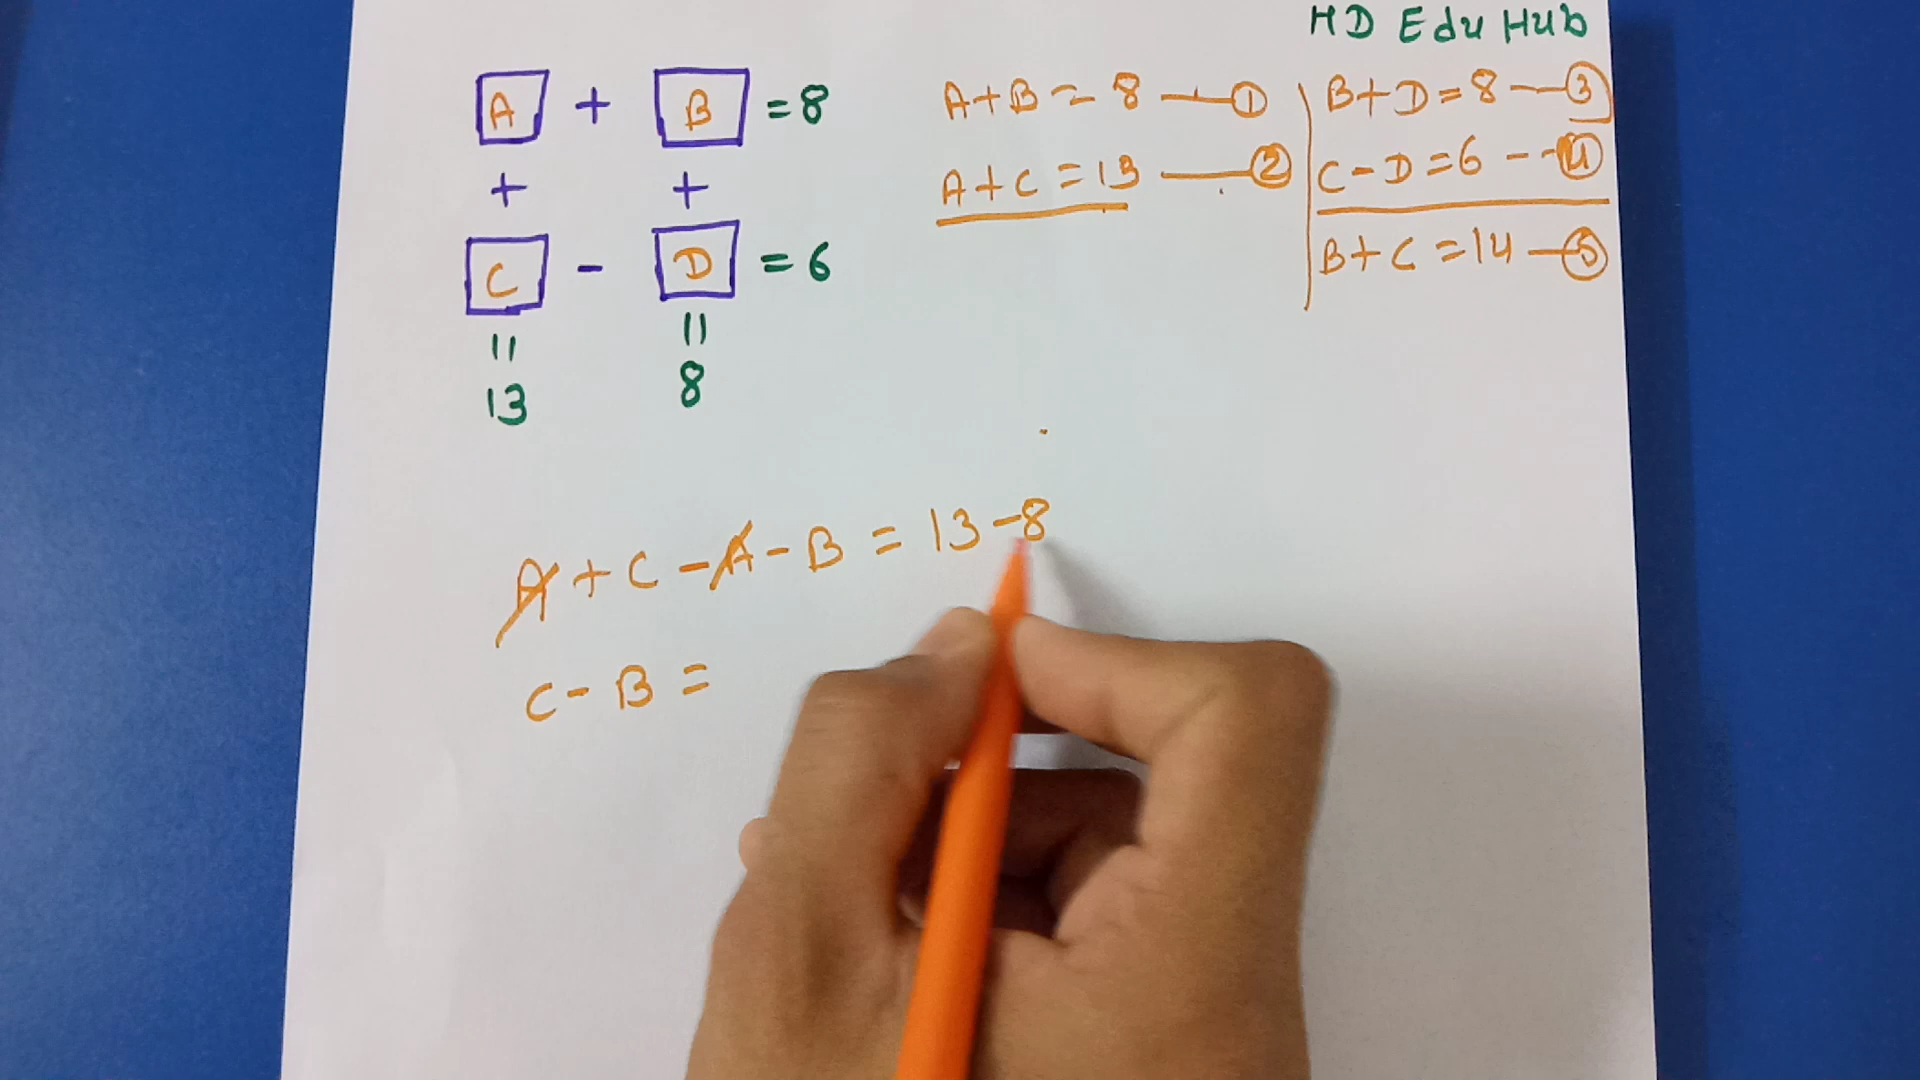 HD Edu Hub
A + B = 8
+ +
C - D = 6
= =
13 8
A+B=8 —①
A+C=13 —②
B+D=8 —③
C-D=6 --④
B+C=14 —⑤
A+C-A-B=13-8
C-B=